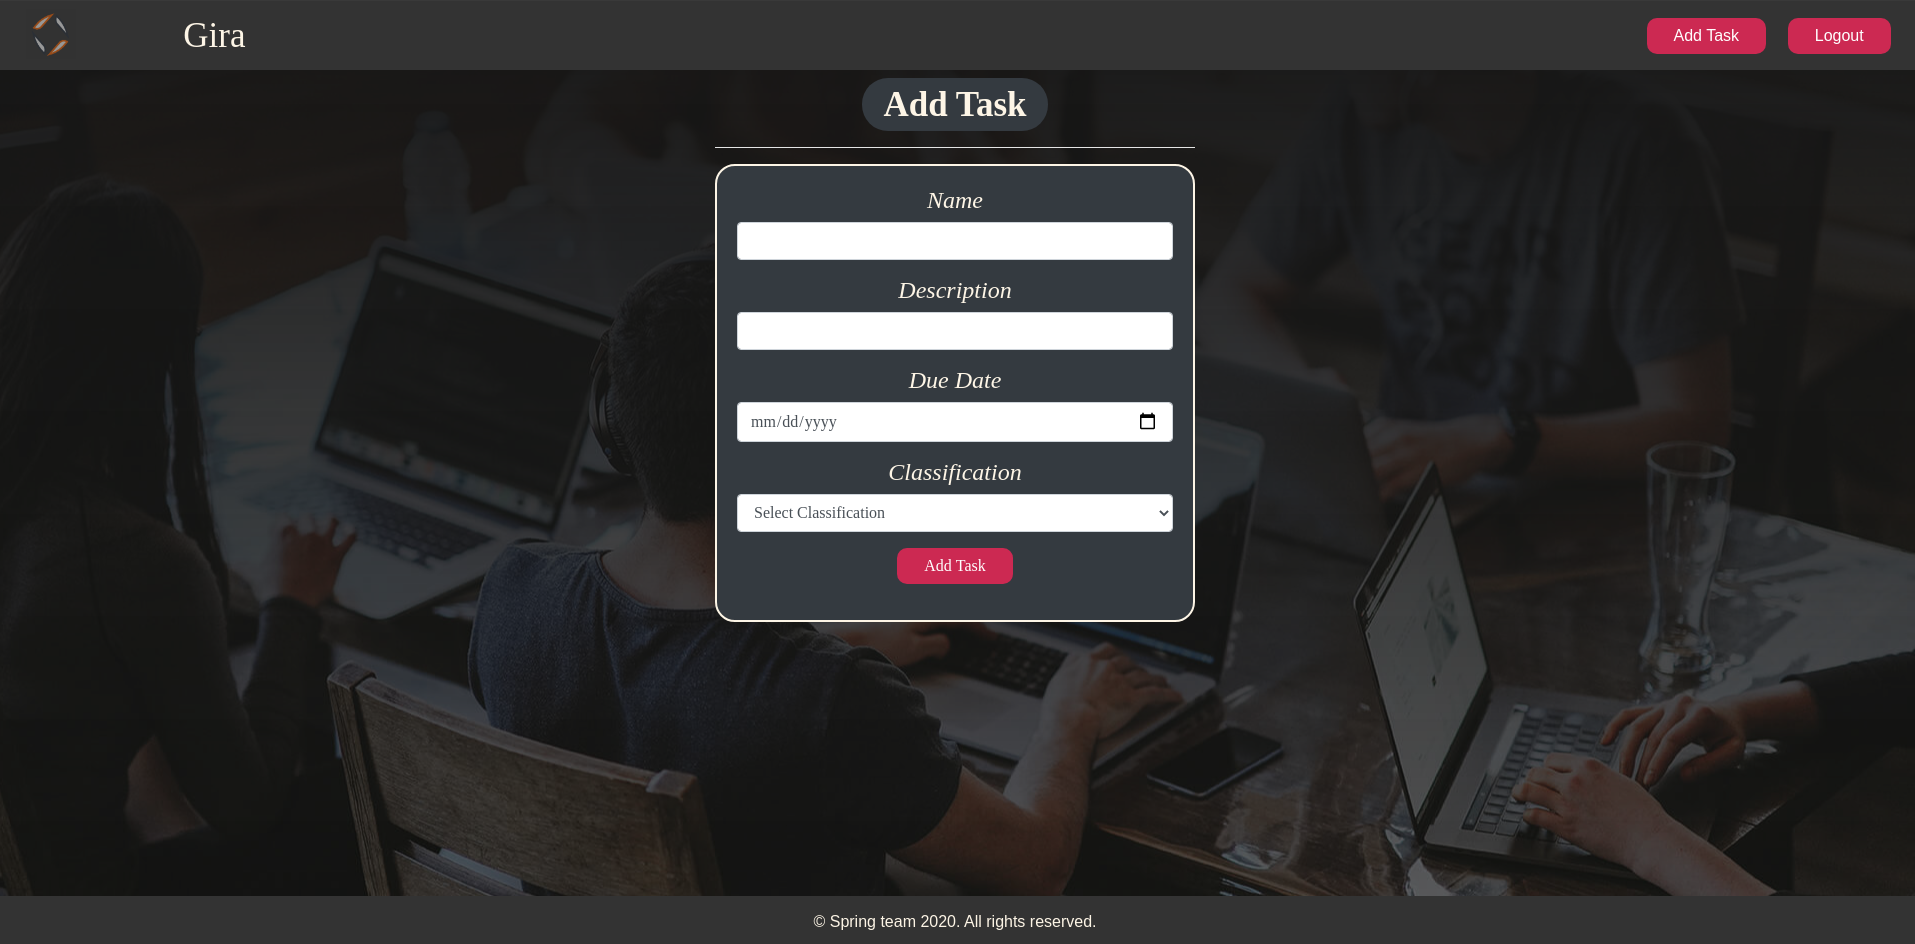 Gira
Add Task
Logout
Add Task
Name
Description
Due Date
mm/dd/yyyy
Classification
Select Classification
Add Task
© Spring team 2020. All rights reserved.